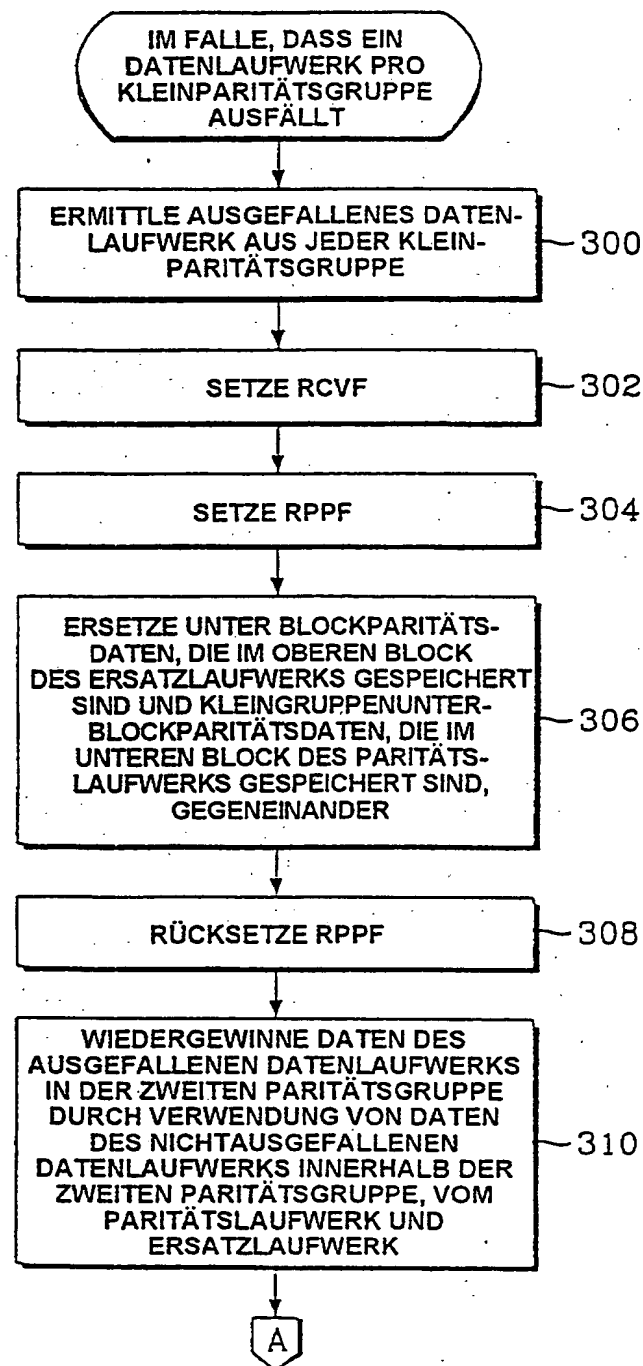 IM FALLE, DASS EIN
DATENLAUFWERK PRO
KLEINPARITÄTSGRUPPE
AUSFÄLLT
ERMITTLE AUSGEFALLENES DATEN-
LAUFWERK AUS JEDER KLEIN-
PARITÄTSGRUPPE
300
SETZE RCVF
302
SETZE RPPF
304
ERSETZE UNTER BLOCKPARITÄTS-
DATEN, DIE IM OBEREN BLOCK
DES ERSATZLAUFWERKS GESPEICHERT
SIND UND KLEINGRUPPENUNTER-
BLOCKPARITÄTSDATEN, DIE IM
UNTEREN BLOCK DES PARITÄTS-
LAUFWERKS GESPEICHERT SIND,
GEGENEINANDER
306
RÜCKSETZE RPPF
308
WIEDERGEWINNE DATEN DES
AUSGEFALLENEN DATENLAUFWERKS
IN DER ZWEITEN PARITÄTSGRUPPE
DURCH VERWENDUNG VON DATEN
DES NICHTAUSGEFALLENEN
DATENLAUFWERKS INNERHALB DER
ZWEITEN PARITÄTSGRUPPE, VOM
PARITÄTSLAUFWERK UND
ERSATZLAUFWERK
310
A